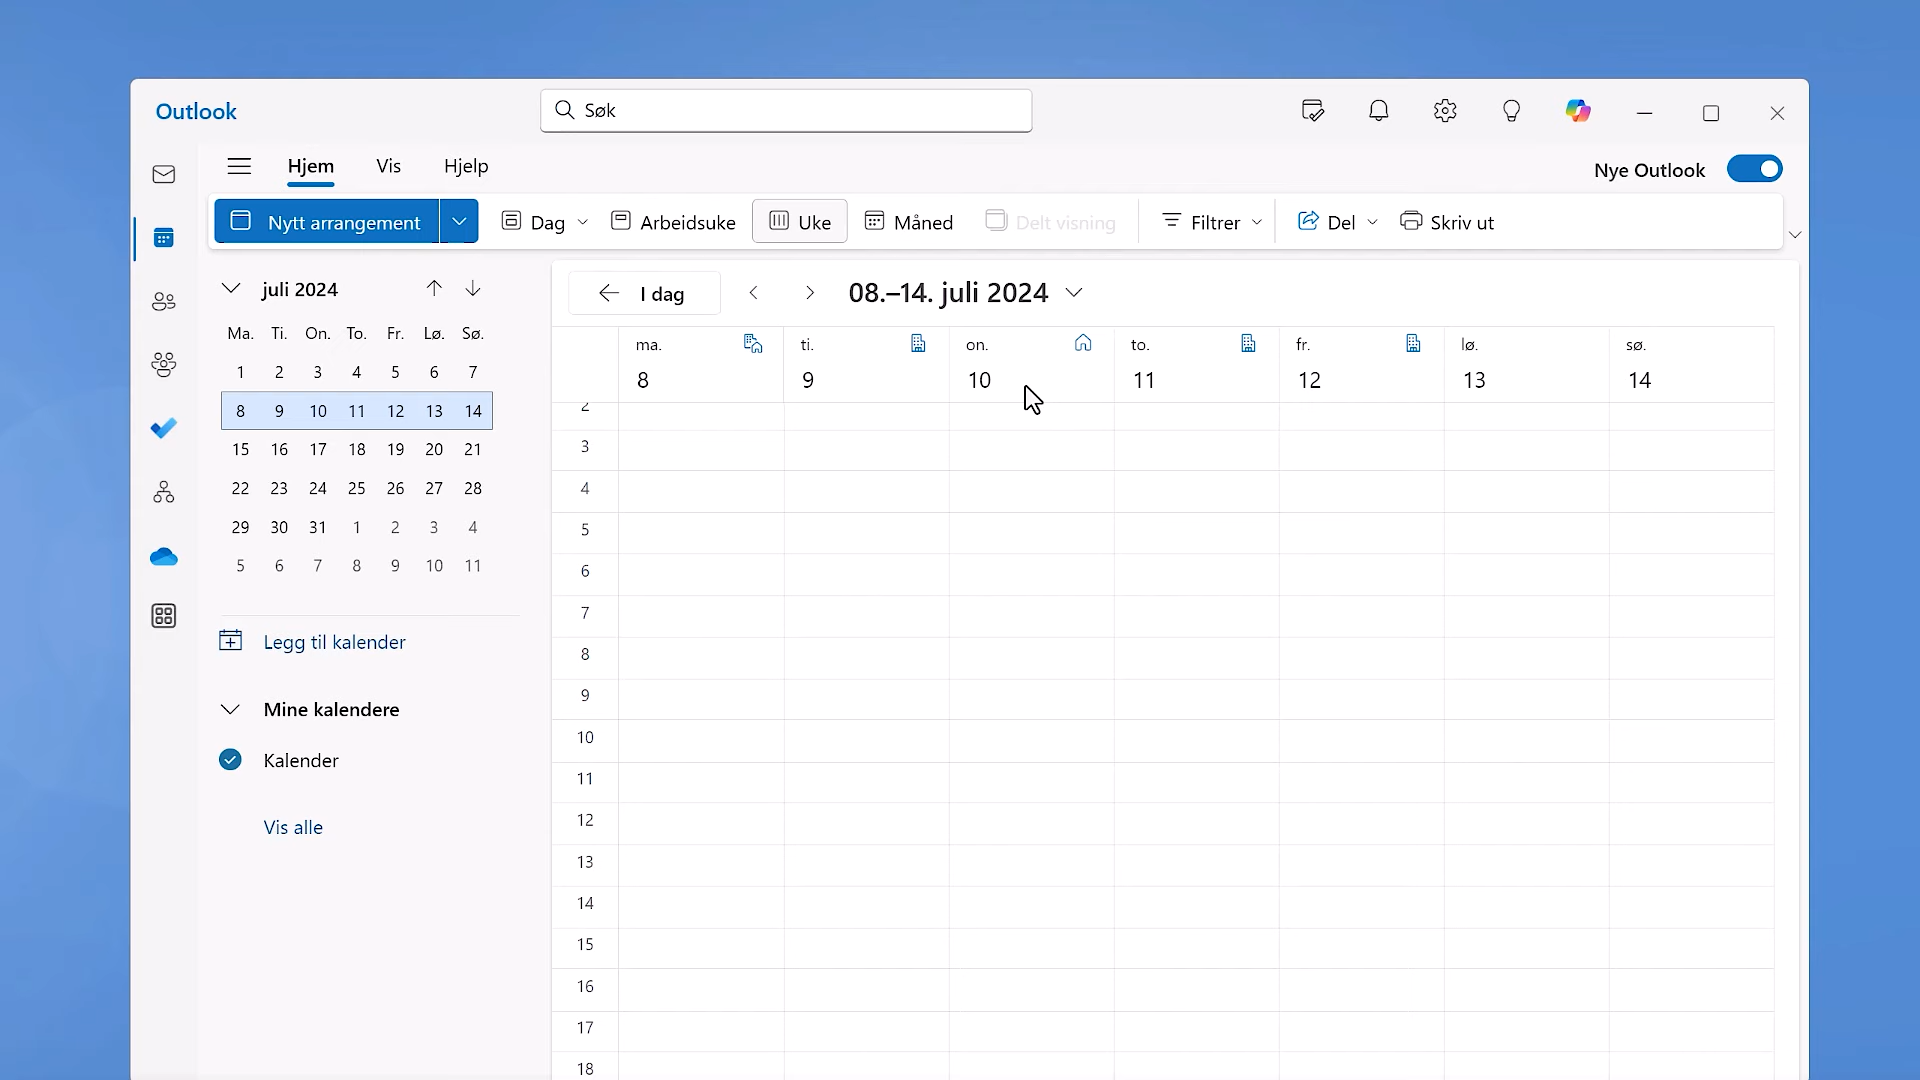 Outlook
Søk
Hjem Vis Hjelp
Nye Outlook
Nytt arrangement Dag Arbeidsuke Uke Måned Delt visning Filtrer Del Skriv ut
juli 2024
Ma. Ti. On. To. Fr. Lø. Sø.
1 2 3 4 5 6 7
8 9 10 11 12 13 14
15 16 17 18 19 20 21
22 23 24 25 26 27 28
29 30 31 1 2 3 4
5 6 7 8 9 10 11
Legg til kalender
Mine kalendere
Kalender
Vis alle
I dag 08.–14. juli 2024
ma. ti. on. to. fr. lø. sø.
8 9 10 11 12 13 14
2
3
4
5
6
7
8
9
10
11
12
13
14
15
16
17
18